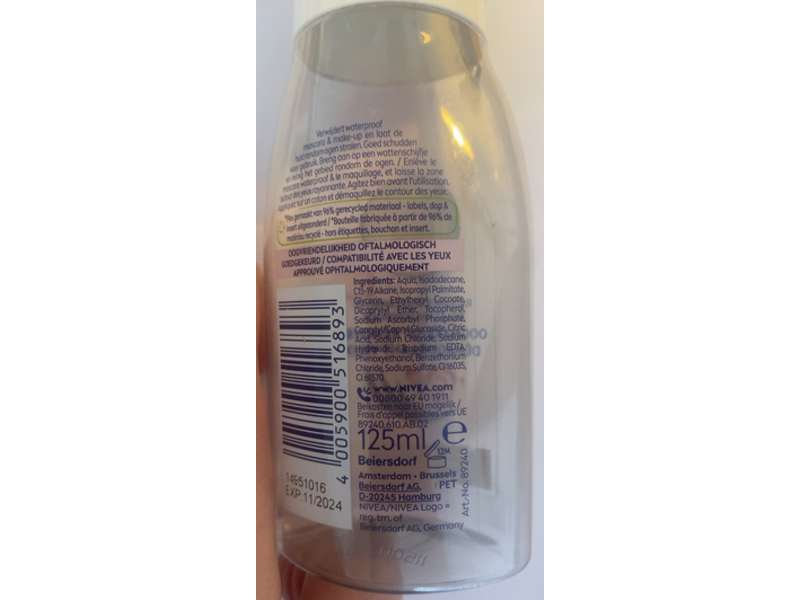 Verwijdert waterproof
mascara & make-up en laat de
huid rondom ogen stralen. Goed schudden
voor gebruik. Breng aan op een wattenschijfje
en reinig het gebied rondom de ogen. / Enlève le
mascara waterproof & le maquillage, et laisse la zone
autour des yeux rayonnante. Agitez bien avant l'utilisation.
Appliquez sur un coton et démaquillez le contour des yeux.
*Fles gemaakt van 96% gerecycled materiaal - labels, dop &
insert uitgezonderd / *Bouteille fabriquée à partir de 96% de
matériau recyclé - hors étiquettes, bouchon et insert.
OOGVRIENDELIJKHEID OFTALMOLOGISCH
GOEDGEKEURD / COMPATIBILITÉ AVEC LES YEUX
APPROUVÉ OPHTALMOLOGIQUEMENT
Ingredients: Aqua, Isododecane,
C15-19 Alkane, Isopropyl Palmitate,
Glycerin, Ethylhexyl Cocoate,
Dicaprylyl Ether, Tocopherol,
Sodium Ascorbyl Phosphate,
Caprylyl/Capryl Glucoside, Citric
Acid, Sodium Chloride, Sodium
Hydroxide, Trisodium EDTA,
Phenoxyethanol, Benzethonium
Chloride, Sodium Sulfate, CI 16035,
CI 61570
www.NIVEA.com
00800 49 40 1911
Belkosten naar EU mogelijk /
Frais d'appel possibles vers UE
89240.610.AB.02
125ml e
12M
Beiersdorf
Amsterdam • Brussels
Beiersdorf AG,
PET
D-20245 Hamburg
NIVEA/NIVEA Logo =
reg. tm. of
Beiersdorf AG, Germany
Art.-No. 89240
4 005900 516893
14951016
EXP 11/2024